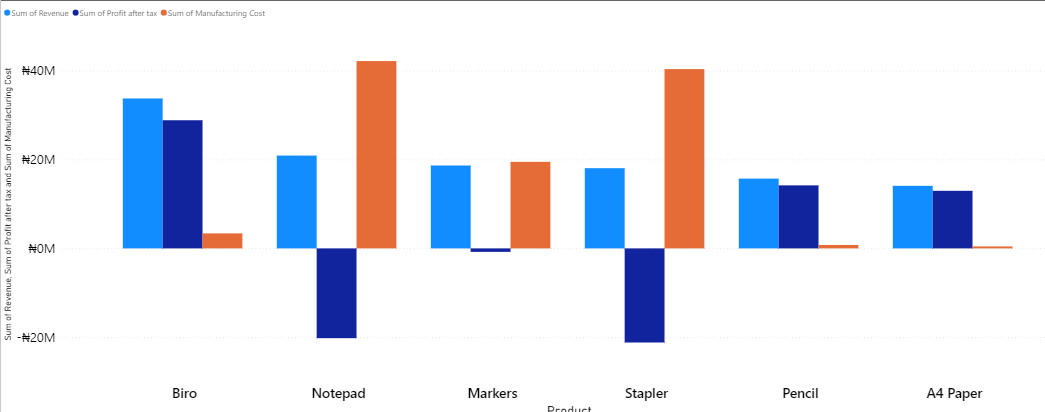 Sum of Revenue Sum of Profit after tax Sum of Manufacturing Cost
Sum of Revenue, Sum of Profit after tax and Sum of Manufacturing Cost
₦40M
₦20M
₦0M
-₦20M
Biro Notepad Markers Stapler Pencil A4 Paper
Product